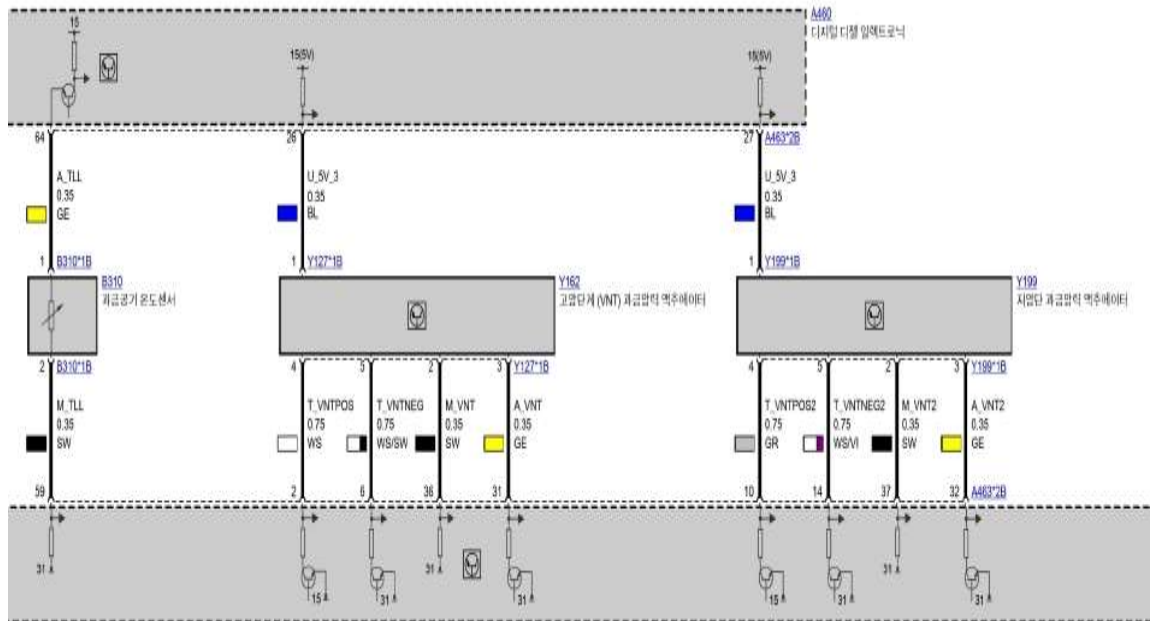 A460
디지털 디젤 일렉트로닉
15
15(5V)
15(5V)
64
26
27
A463*2B
A_TLL
0.35
GE
U_5V_3
0.35
BL
U_5V_3
0.35
BL
1
B310*1B
1
Y127*1B
1
Y199*1B
B310
과급공기 온도센서
Y162
고압단계 (VNT) 과급압력 액추에이터
Y199
저압단 과급압력 액추에이터
2
B310*1B
4
5
2
3
Y127*1B
4
5
2
3
Y199*1B
M_TLL
0.35
SW
T_VNTPOS
0.75
WS
T_VNTNEG
0.75
WS/SW
M_VNT
0.35
SW
A_VNT
0.35
GE
T_VNTPOS2
0.75
GR
T_VNTNEG2
0.75
WS/VI
M_VNT2
0.35
SW
A_VNT2
0.35
GE
59
2
6
36
31
10
14
37
32
A463*2B
31
15
31
31
31
15
31
31
31